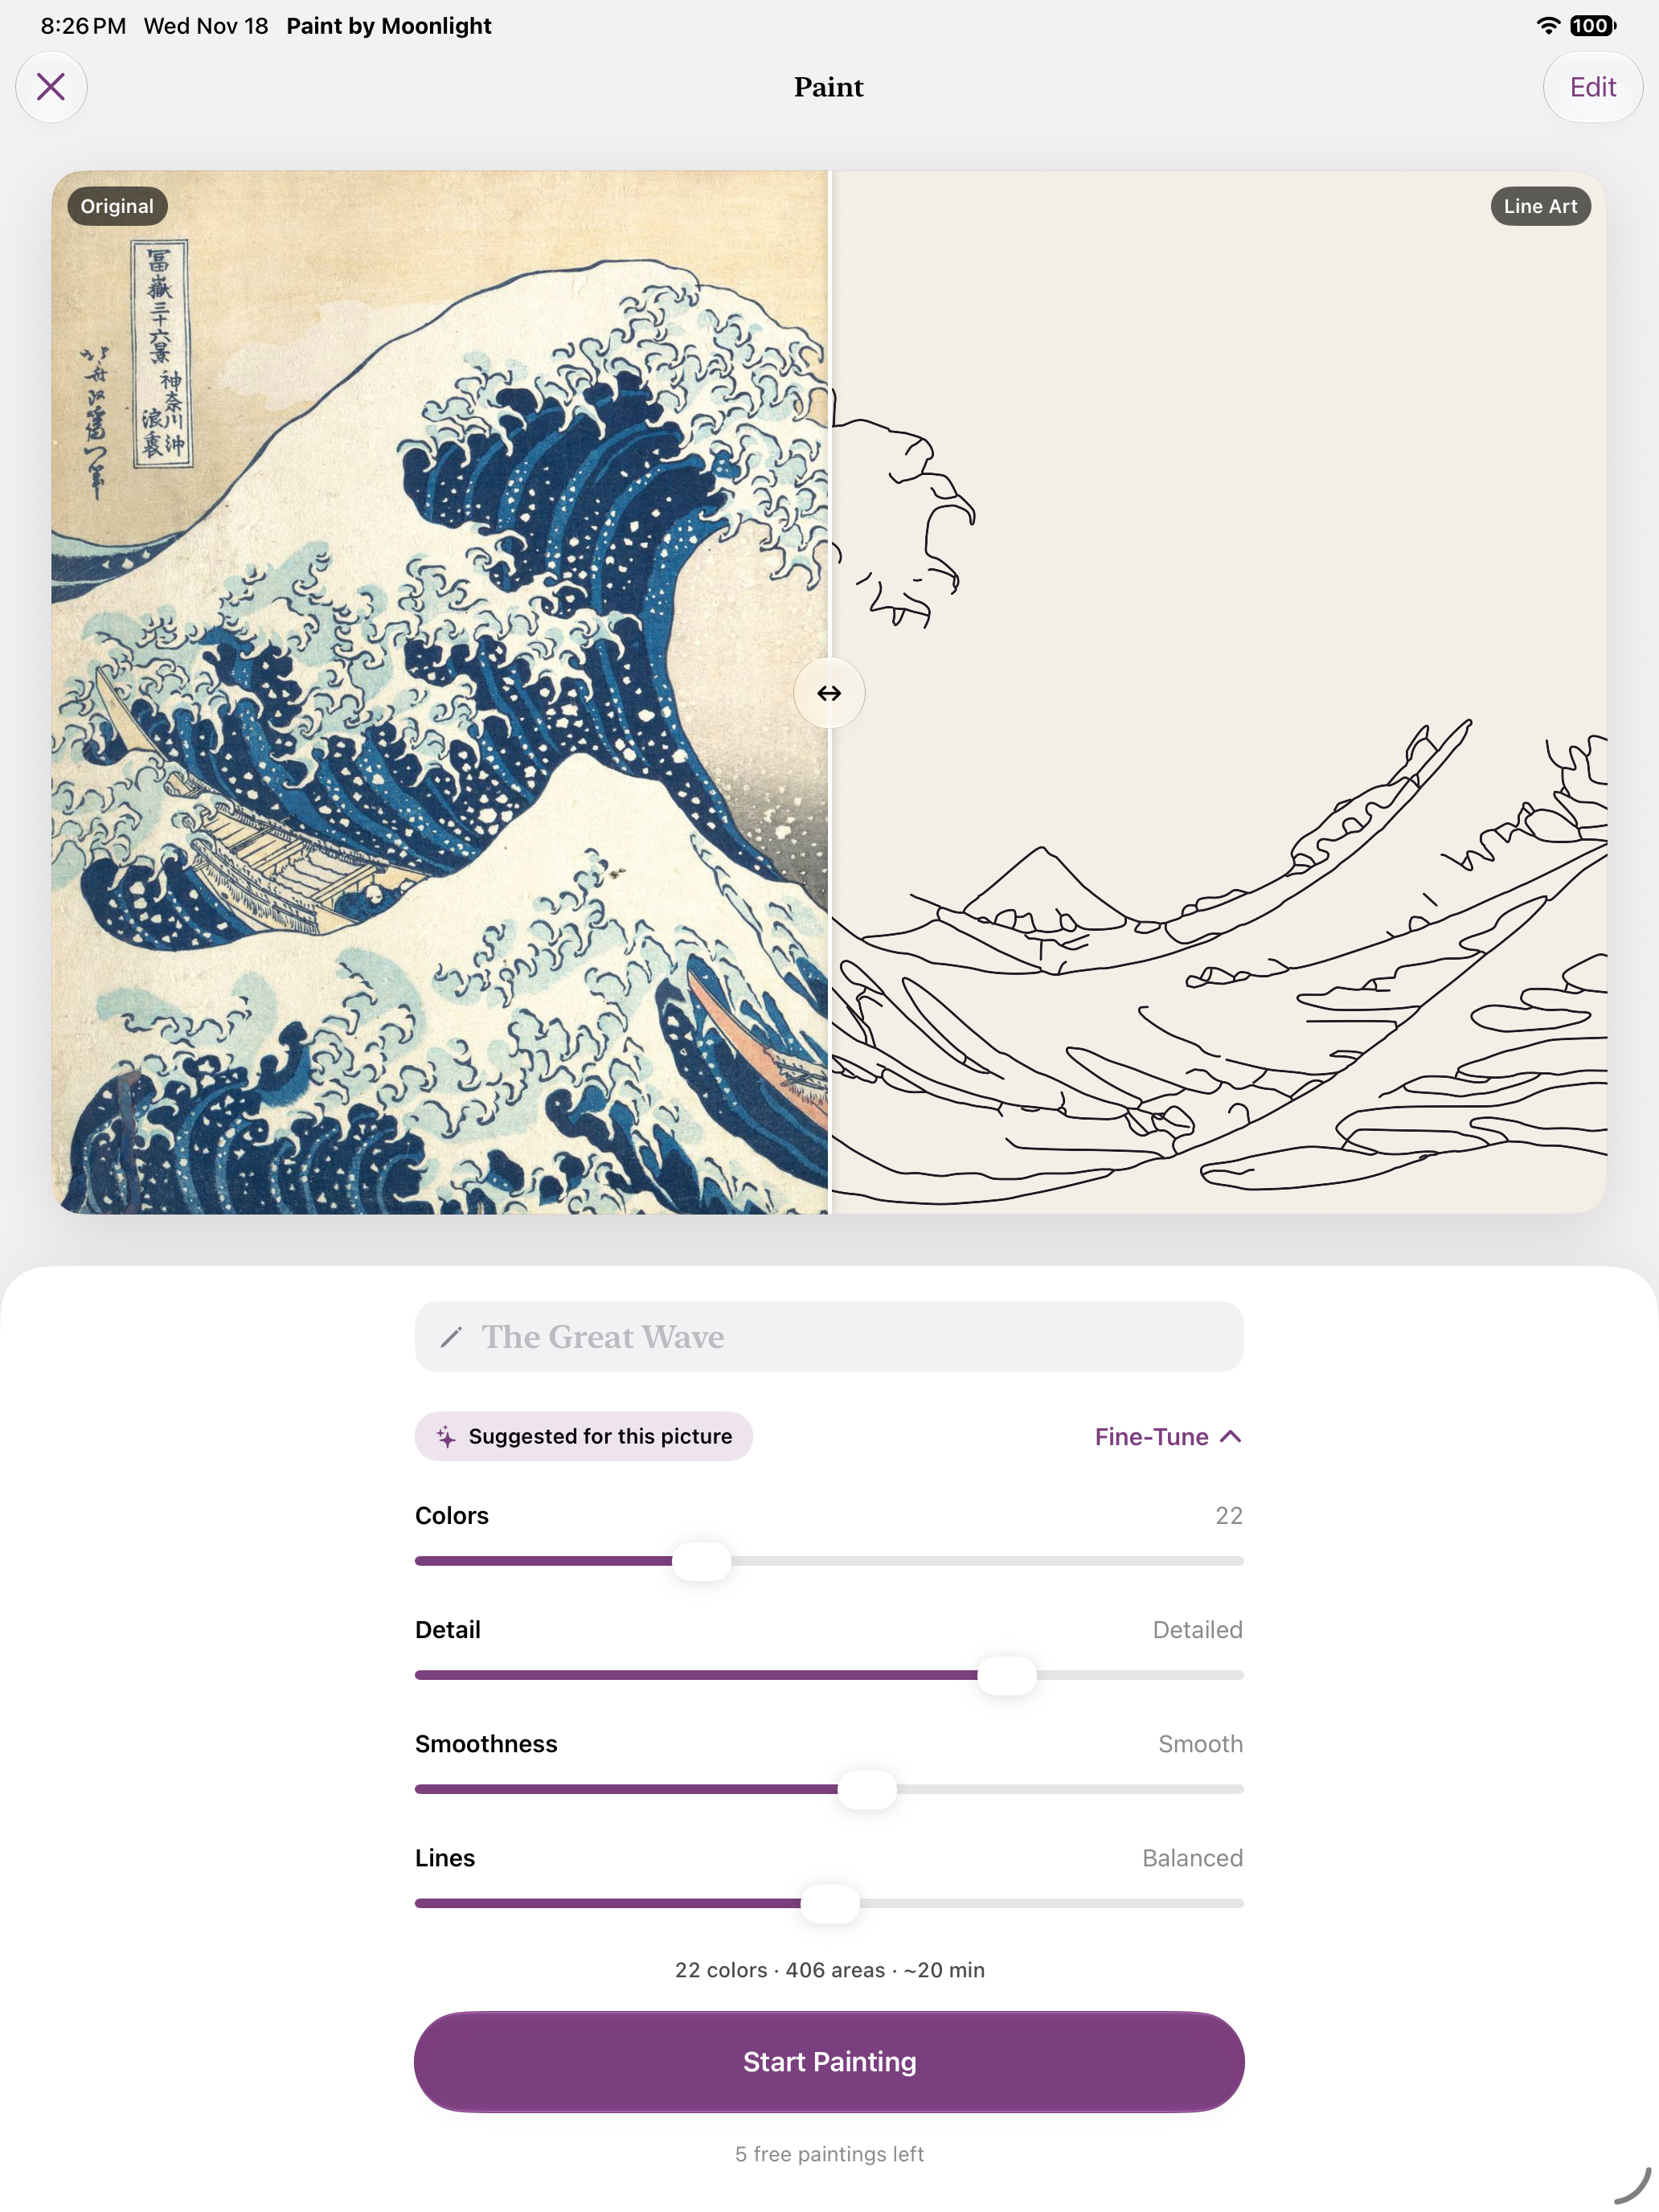 8:26 PM Wed Nov 18 Paint by Moonlight
100
Paint
Edit
Original
Line Art
冨嶽三十六景
神奈川沖
浪裏
The Great Wave
Suggested for this picture
Fine-Tune
Colors
22
Detail
Detailed
Smoothness
Smooth
Lines
Balanced
22 colors · 406 areas · ~20 min
Start Painting
5 free paintings left